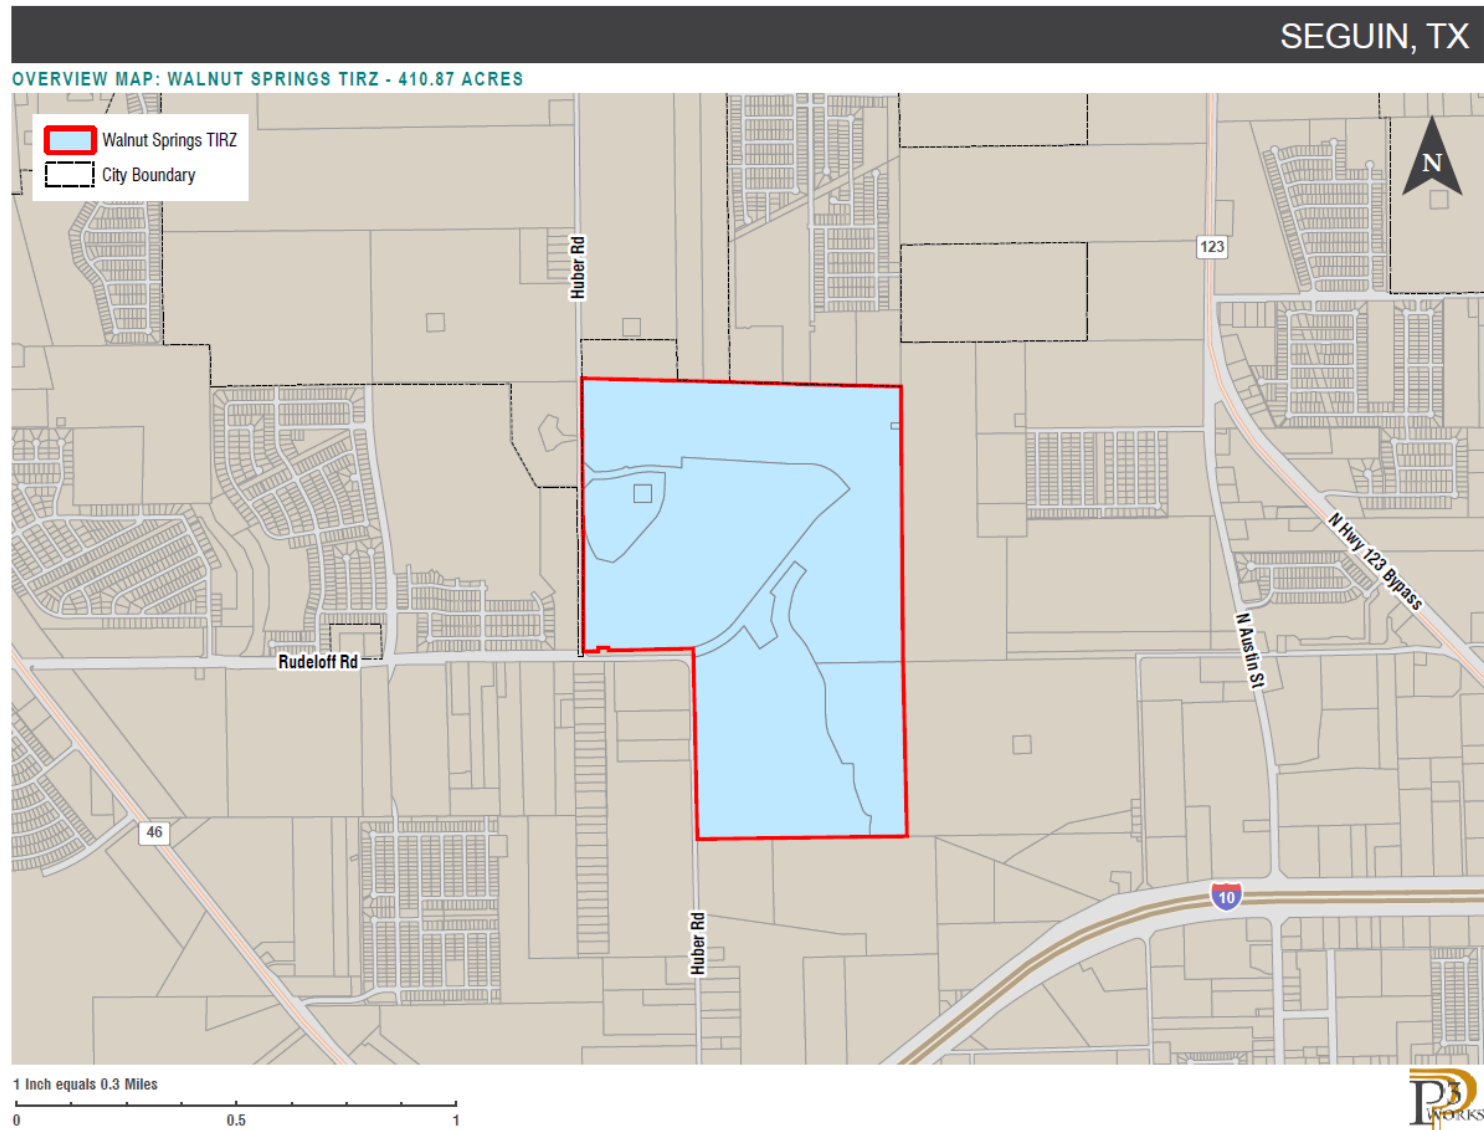 SEGUIN, TX
OVERVIEW MAP: WALNUT SPRINGS TIRZ - 410.87 ACRES
Walnut Springs TIRZ
City Boundary
N
Huber Rd
123
N Hwy 123 Bypass
N Austin St
Rudeloff Rd
46
10
Huber Rd
1 Inch equals 0.3 Miles
0 0.5 1
P3
WORKS